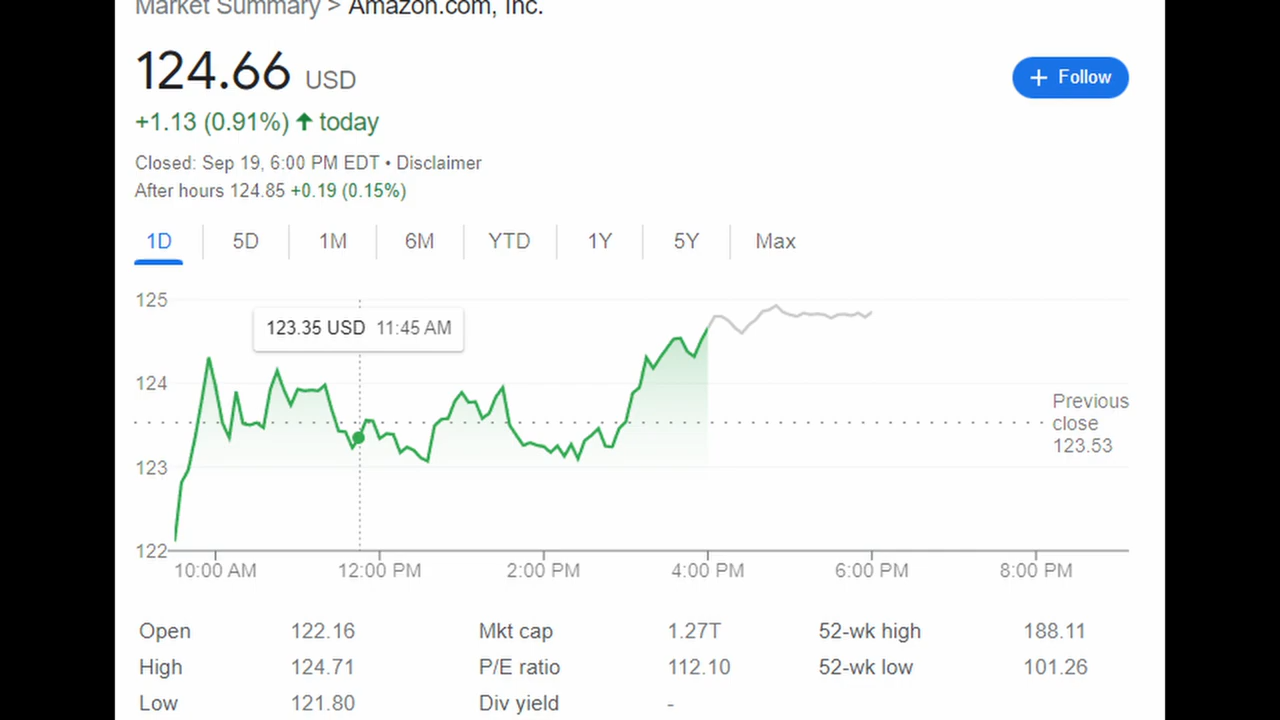 Market Summary > Amazon.com, Inc.
124.66 USD
+ Follow
+1.13 (0.91%) ↑ today
Closed: Sep 19, 6:00 PM EDT • Disclaimer
After hours 124.85 +0.19 (0.15%)
1D 5D 1M 6M YTD 1Y 5Y Max
125
123.35 USD 11:45 AM
124
Previous
close
123.53
123
122
10:00 AM 12:00 PM 2:00 PM 4:00 PM 6:00 PM 8:00 PM
Open 122.16 Mkt cap 1.27T 52-wk high 188.11
High 124.71 P/E ratio 112.10 52-wk low 101.26
Low 121.80 Div yield -